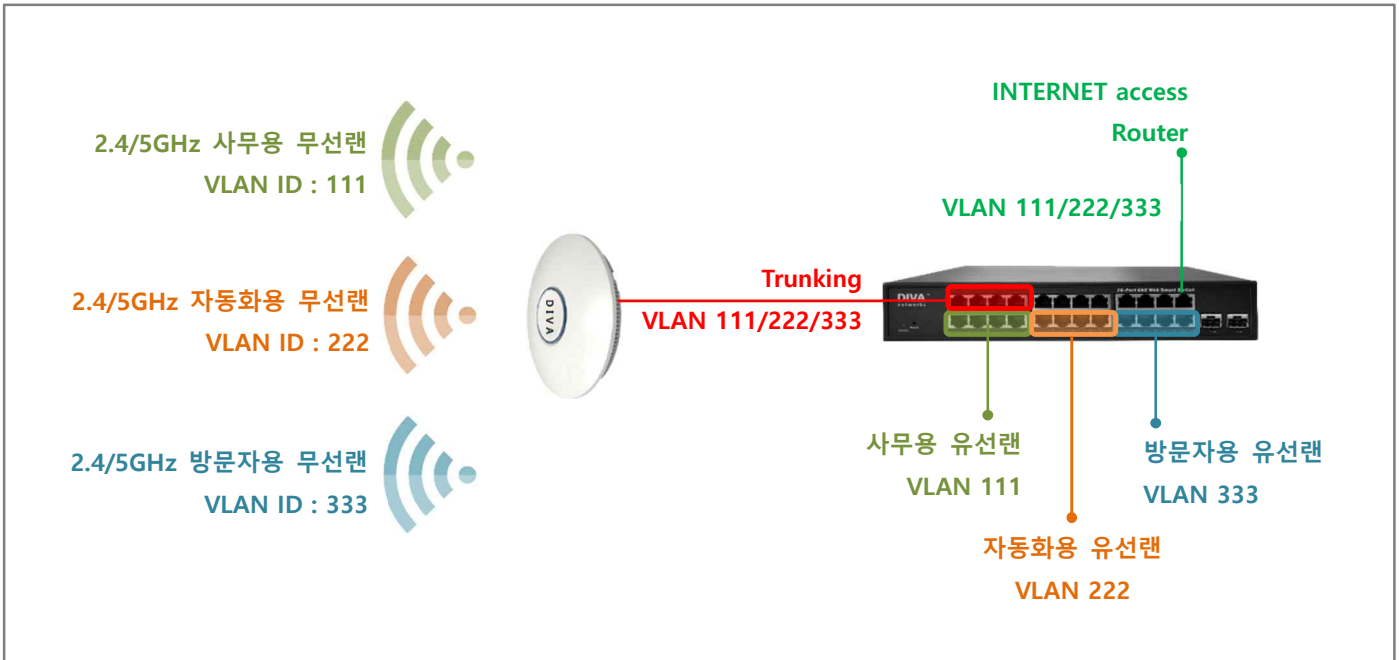 2.4/5GHz 사무용 무선랜
VLAN ID : 111
2.4/5GHz 자동화용 무선랜
VLAN ID : 222
2.4/5GHz 방문자용 무선랜
VLAN ID : 333
DIVA
Trunking
VLAN 111/222/333
INTERNET access
Router
VLAN 111/222/333
DIVA
networks
Web Smart Switch
사무용 유선랜
VLAN 111
자동화용 유선랜
VLAN 222
방문자용 유선랜
VLAN 333